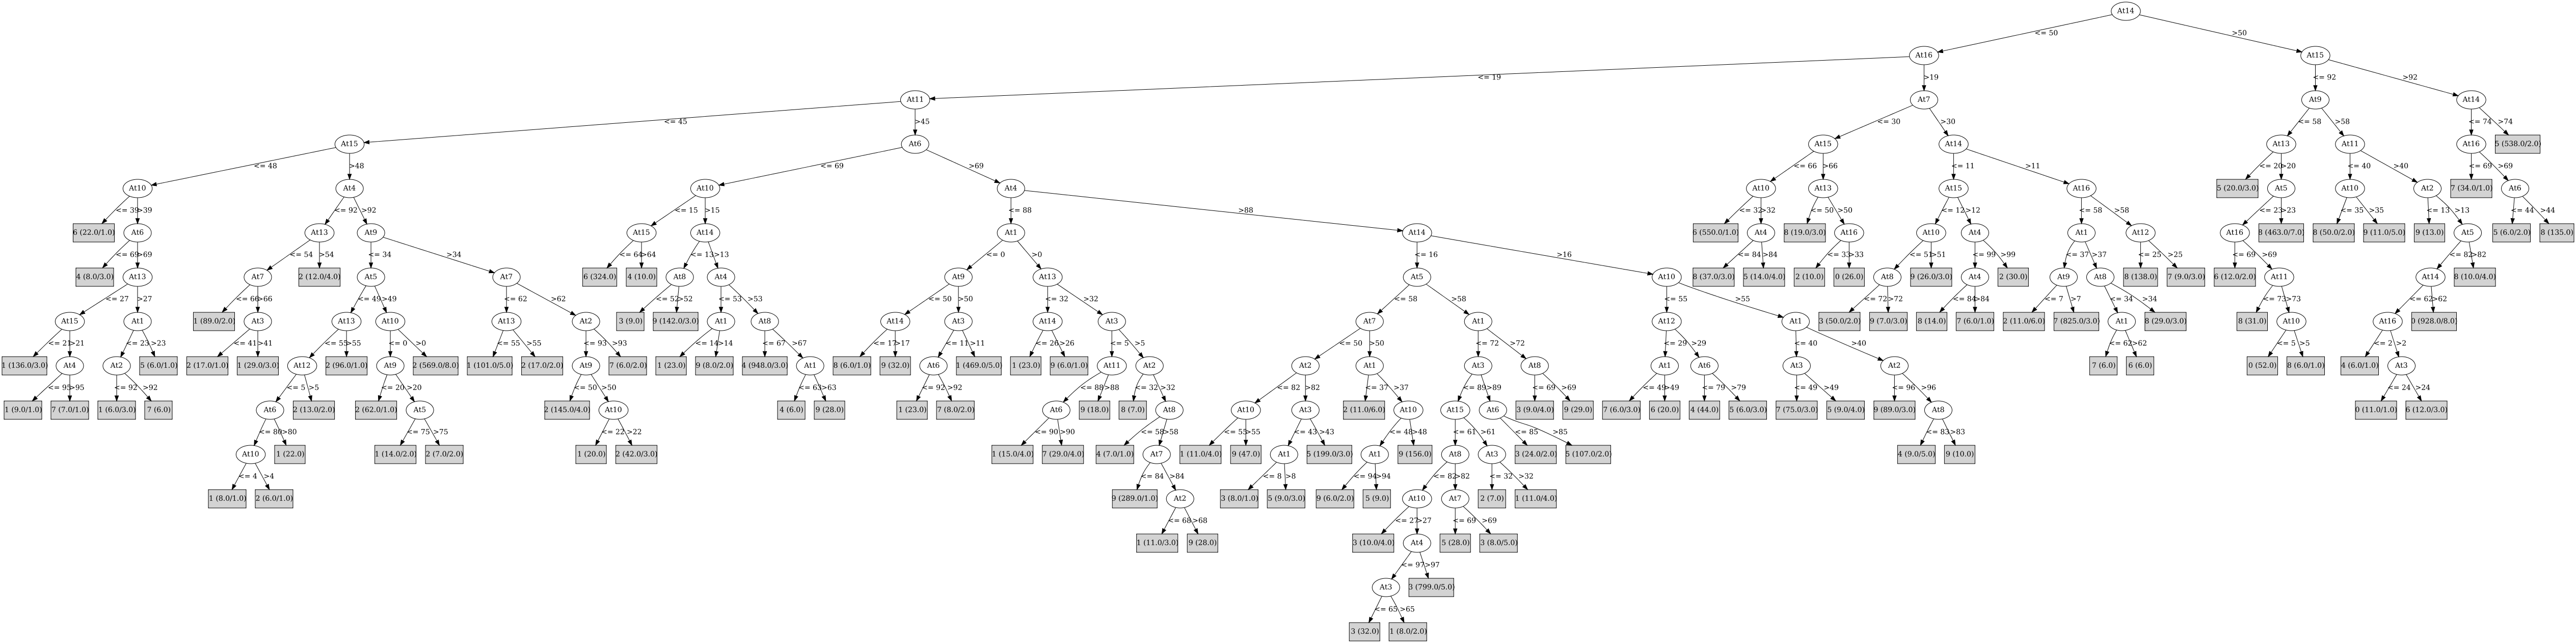 At14
<= 50 >50
At16 At15
<= 19 >19 <= 92 >92
At11 At7 At9 At14
<= 45 >45 <= 30 >30 <= 58 >58 <= 74 >74
At15 At6 At15 At14 At13 At11 At16 5 (538.0/2.0)
<= 48 >48 <= 69 >69 <= 66 >66 <= 11 >11 <= 20 >20 <= 40 >40 <= 69 >69
At10 At4 At10 At4 At10 At13 At15 At16 5 (20.0/3.0) At5 At10 At2 7 (34.0/1.0) At6
<= 39 >39 <= 92 >92 <= 15 >15 <= 88 >88 <= 32 >32 <= 50 >50 <= 12 >12 <= 58 >58 <= 23 >23 <= 35 >35 <= 13 >13 <= 44 >44
6 (22.0/1.0) At6 At13 At9 At15 At14 At1 At14 6 (550.0/1.0) At4 8 (19.0/3.0) At16 At10 At4 At1 At12 At16 8 (463.0/7.0) 8 (50.0/2.0) 9 (11.0/5.0) 9 (13.0) At5 5 (6.0/2.0) 8 (135.0)
<= 69 >69 <= 54 >54 <= 34 >34 <= 64 >64 <= 13 >13 <= 0 >0 <= 16 >16 <= 84 >84 <= 33 >33 <= 51 >51 <= 99 >99 <= 37 >37 <= 25 >25 <= 69 >69 <= 82 >82
4 (8.0/3.0) At13 At7 2 (12.0/4.0) At5 At7 6 (324.0) 4 (10.0) At8 At4 At9 At13 At5 At10 8 (37.0/3.0) 5 (14.0/4.0) 2 (10.0) 0 (26.0) At8 9 (26.0/3.0) At4 2 (30.0) At9 At8 8 (138.0) 7 (9.0/3.0) 6 (12.0/2.0) At11 At14 8 (10.0/4.0)
<= 27 >27 <= 66 >66 <= 49 >49 <= 62 >62 <= 52 >52 <= 53 >53 <= 50 >50 <= 32 >32 <= 58 >58 <= 55 >55 <= 72 >72 <= 84 >84 <= 7 >7 <= 34 >34 <= 73 >73 <= 62 >62
At15 At1 1 (89.0/2.0) At3 At13 At10 At13 At2 3 (9.0) 9 (142.0/3.0) At1 At8 At14 At3 At14 At3 At7 At1 At12 At1 3 (50.0/2.0) 9 (7.0/3.0) 8 (14.0) 7 (6.0/1.0) 2 (11.0/6.0) 7 (825.0/3.0) At1 8 (29.0/3.0) 8 (31.0) At10 At16 0 (928.0/8.0)
<= 21 >21 <= 23 >23 <= 41 >41 <= 55 >55 <= 0 >0 <= 55 >55 <= 93 >93 <= 14 >14 <= 67 >67 <= 17 >17 <= 11 >11 <= 26 >26 <= 5 >5 <= 50 >50 <= 72 >72 <= 29 >29 <= 40 >40 <= 62 >62 <= 5 >5 <= 2 >2
1 (136.0/3.0) At4 At2 5 (6.0/1.0) 2 (17.0/1.0) 1 (29.0/3.0) At12 2 (96.0/1.0) At9 2 (569.0/8.0) 1 (101.0/5.0) 2 (17.0/2.0) At9 7 (6.0/2.0) 1 (23.0) 9 (8.0/2.0) 4 (948.0/3.0) At1 8 (6.0/1.0) 9 (32.0) At6 1 (469.0/5.0) 1 (23.0) 9 (6.0/1.0) At11 At2 At2 At1 At3 At8 At1 At6 At3 At2 7 (6.0) 6 (6.0) 0 (52.0) 8 (6.0/1.0) 4 (6.0/1.0) At3
<= 95 >95 <= 92 >92 <= 5 >5 <= 20 >20 <= 50 >50 <= 63 >63 <= 92 >92 <= 88 >88 <= 32 >32 <= 82 >82 <= 37 >37 <= 89 >89 <= 69 >69 <= 49 >49 <= 79 >79 <= 49 >49 <= 96 >96 <= 24 >24
1 (9.0/1.0) 7 (7.0/1.0) 1 (6.0/3.0) 7 (6.0) At6 2 (13.0/2.0) 2 (62.0/1.0) At5 2 (145.0/4.0) At10 4 (6.0) 9 (28.0) 1 (23.0) 7 (8.0/2.0) At6 9 (18.0) 8 (7.0) At8 At10 At3 2 (11.0/6.0) At10 At15 At6 3 (9.0/4.0) 9 (29.0) 7 (6.0/3.0) 6 (20.0) 4 (44.0) 5 (6.0/3.0) 7 (75.0/3.0) 5 (9.0/4.0) 9 (89.0/3.0) At8 0 (11.0/1.0) 6 (12.0/3.0)
<= 80 >80 <= 75 >75 <= 22 >22 <= 90 >90 <= 58 >58 <= 55 >55 <= 43 >43 <= 48 >48 <= 61 >61 <= 85 >85 <= 83 >83
At10 1 (22.0) 1 (14.0/2.0) 2 (7.0/2.0) 1 (20.0) 2 (42.0/3.0) 1 (15.0/4.0) 7 (29.0/4.0) 4 (7.0/1.0) At7 1 (11.0/4.0) 9 (47.0) At1 5 (199.0/3.0) At1 9 (156.0) At8 At3 3 (24.0/2.0) 5 (107.0/2.0) 4 (9.0/5.0) 9 (10.0)
<= 4 >4 <= 84 >84 <= 8 >8 <= 94 >94 <= 82 >82 <= 32 >32
1 (8.0/1.0) 2 (6.0/1.0) 9 (289.0/1.0) At2 3 (8.0/1.0) 5 (9.0/3.0) 9 (6.0/2.0) 5 (9.0) At10 At7 2 (7.0) 1 (11.0/4.0)
<= 68 >68 <= 27 >27 <= 69 >69
1 (11.0/3.0) 9 (28.0) 3 (10.0/4.0) At4 5 (28.0) 3 (8.0/5.0)
<= 97 >97
At3 3 (799.0/5.0)
<= 65 >65
3 (32.0) 1 (8.0/2.0)